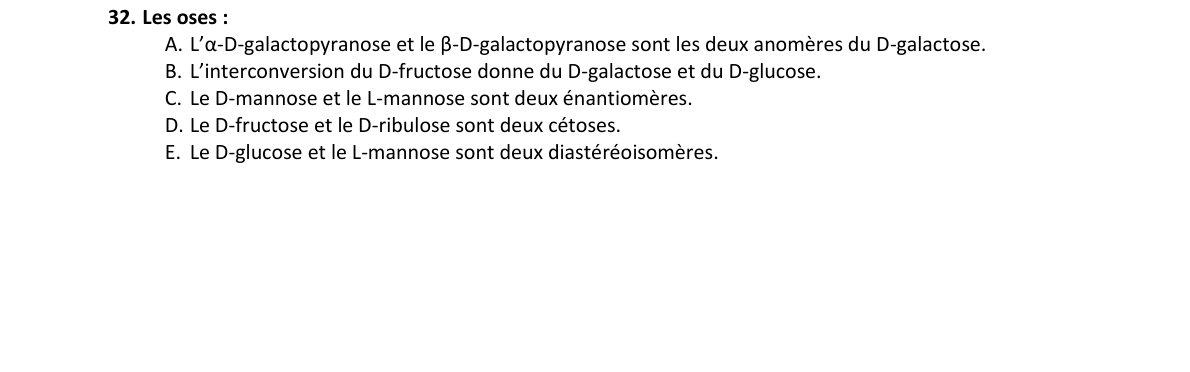 32. Les oses :
A. L’α-D-galactopyranose et le β-D-galactopyranose sont les deux anomères du D-galactose.
B. L’interconversion du D-fructose donne du D-galactose et du D-glucose.
C. Le D-mannose et le L-mannose sont deux énantiomères.
D. Le D-fructose et le D-ribulose sont deux cétoses.
E. Le D-glucose et le L-mannose sont deux diastéréoisomères.